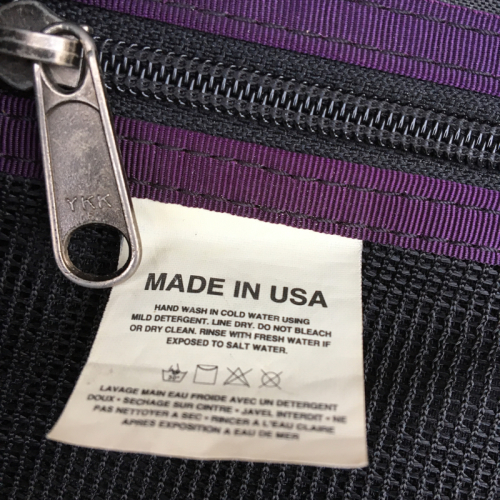 YKK
MADE IN USA
HAND WASH IN COLD WATER USING
MILD DETERGENT. LINE DRY. DO NOT BLEACH
OR DRY CLEAN. RINSE WITH FRESH WATER IF
EXPOSED TO SALT WATER.
LAVAGE MAIN EAU FROIDE AVEC UN DETERGENT
DOUX • SECHAGE SUR CINTRE • JAVEL INTERDIT • NE
PAS NETTOYER A SEC • RINCER A L'EAU CLAIRE
APRES EXPOSITION A EAU DE MER